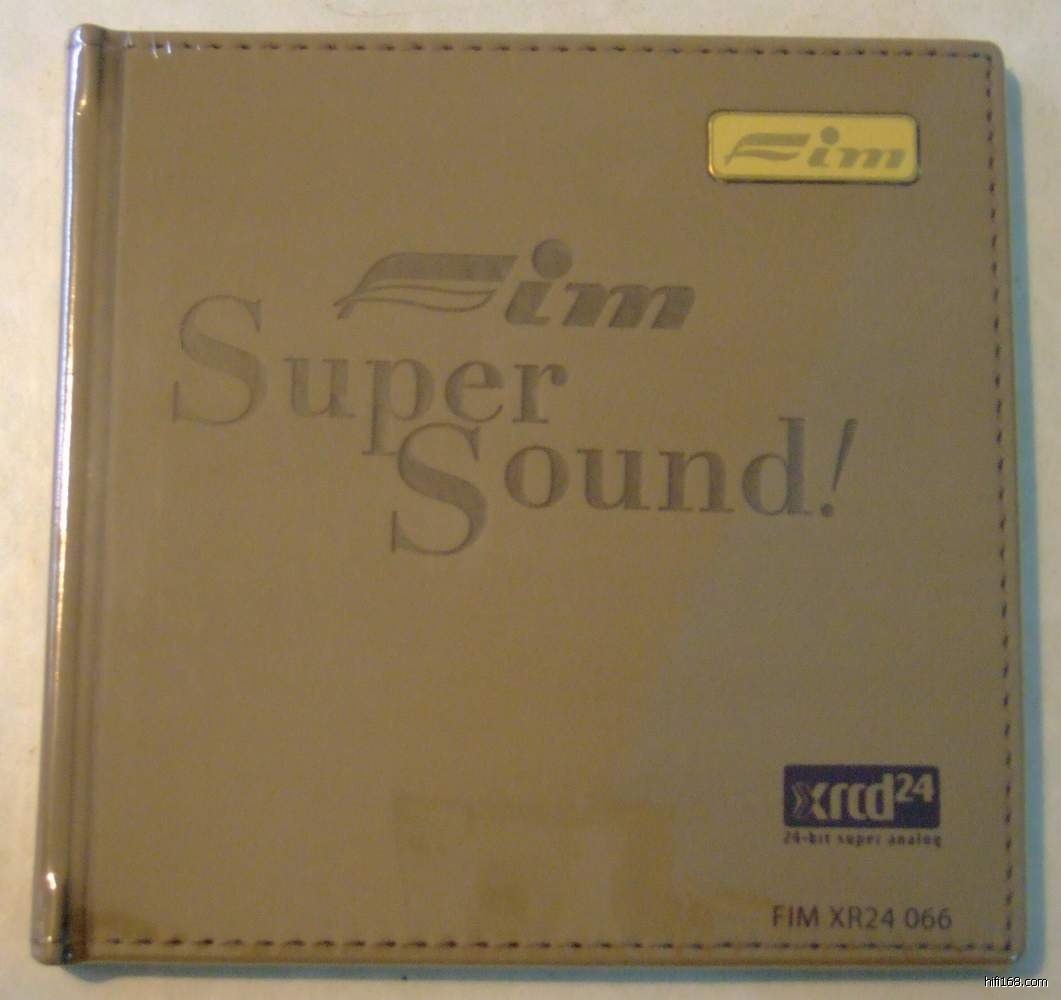 Fim
Fim
Super
Sound!
xrcd24
24-bit super analog
FIM XR24 066
hifi168.com